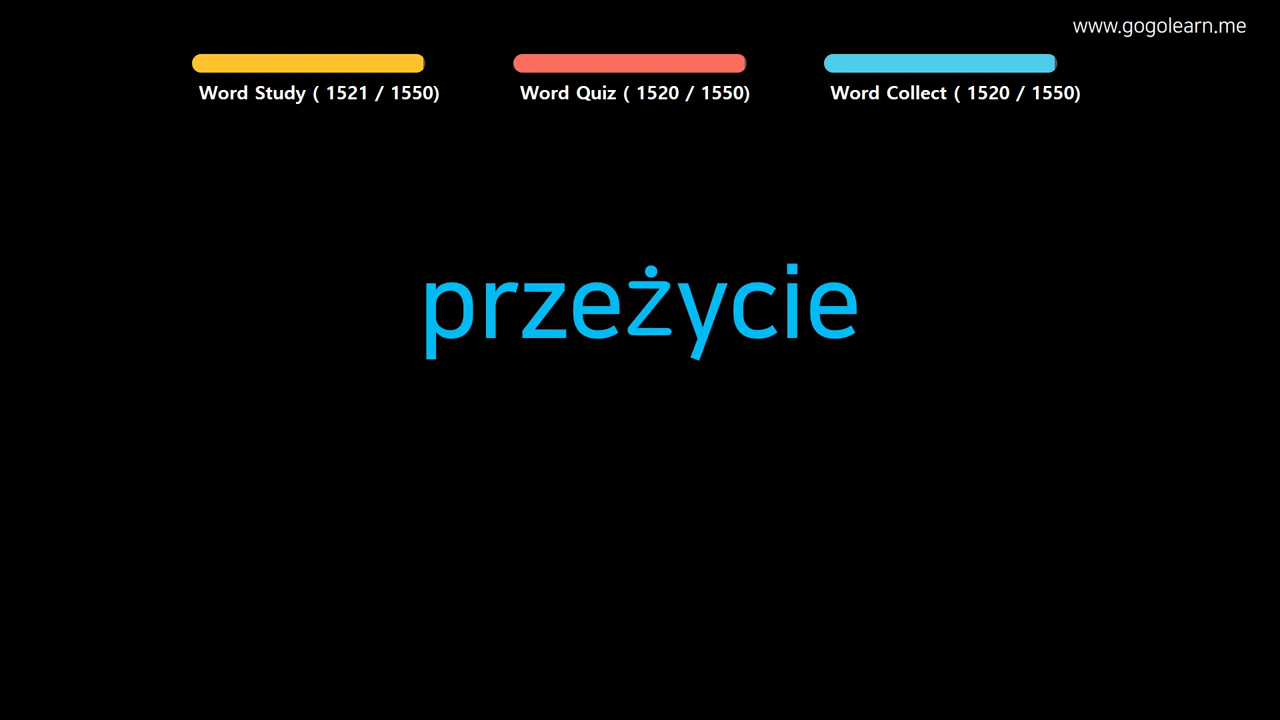 www.gogolearn.me
Word Study ( 1521 / 1550)
Word Quiz ( 1520 / 1550)
Word Collect ( 1520 / 1550)
przeżycie